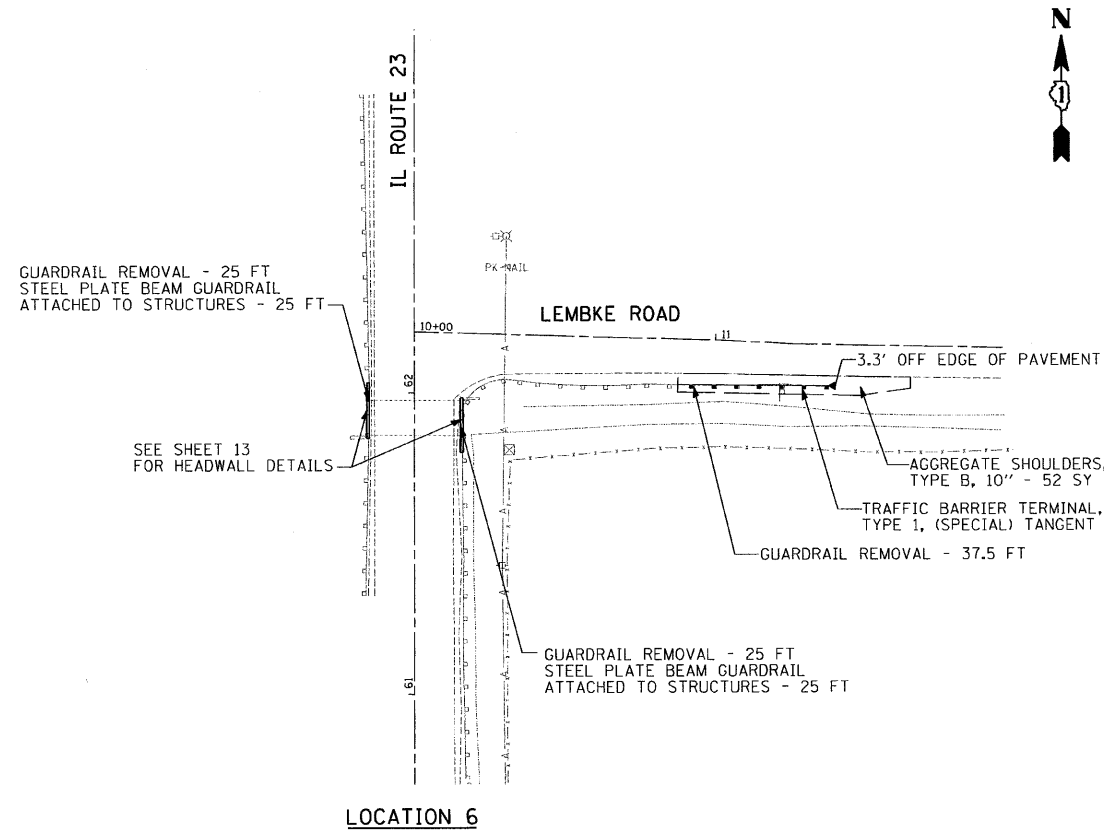 N
1
IL ROUTE 23
GUARDRAIL REMOVAL - 25 FT
STEEL PLATE BEAM GUARDRAIL
ATTACHED TO STRUCTURES - 25 FT
PK NAIL
LEMBKE ROAD
10+00
11
3.3' OFF EDGE OF PAVEMENT
62
SEE SHEET 13
FOR HEADWALL DETAILS
AGGREGATE SHOULDERS,
TYPE B, 10" - 52 SY
TRAFFIC BARRIER TERMINAL,
TYPE 1, (SPECIAL) TANGENT
GUARDRAIL REMOVAL - 37.5 FT
GUARDRAIL REMOVAL - 25 FT
STEEL PLATE BEAM GUARDRAIL
ATTACHED TO STRUCTURES - 25 FT
61
LOCATION 6